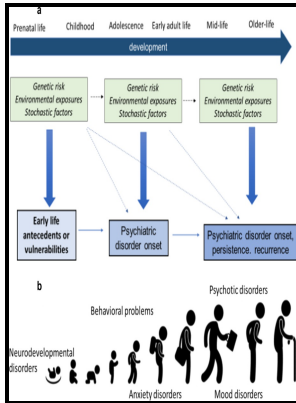 a
Prenatal life Childhood Adolescence Early adult life Mid-life Older-life
development
Genetic risk
Environmental exposures
Stochastic factors
Genetic risk
Environmental exposures
Stochastic factors
Genetic risk
Environmental exposures
Stochastic factors
Early life
antecedents or
vulnerabilities
Psychiatric
disorder onset
Psychiatric disorder onset,
persistence. recurrence
b
Psychotic disorders
Behavioral problems
Neurodevelopmental
disorders
Anxiety disorders Mood disorders